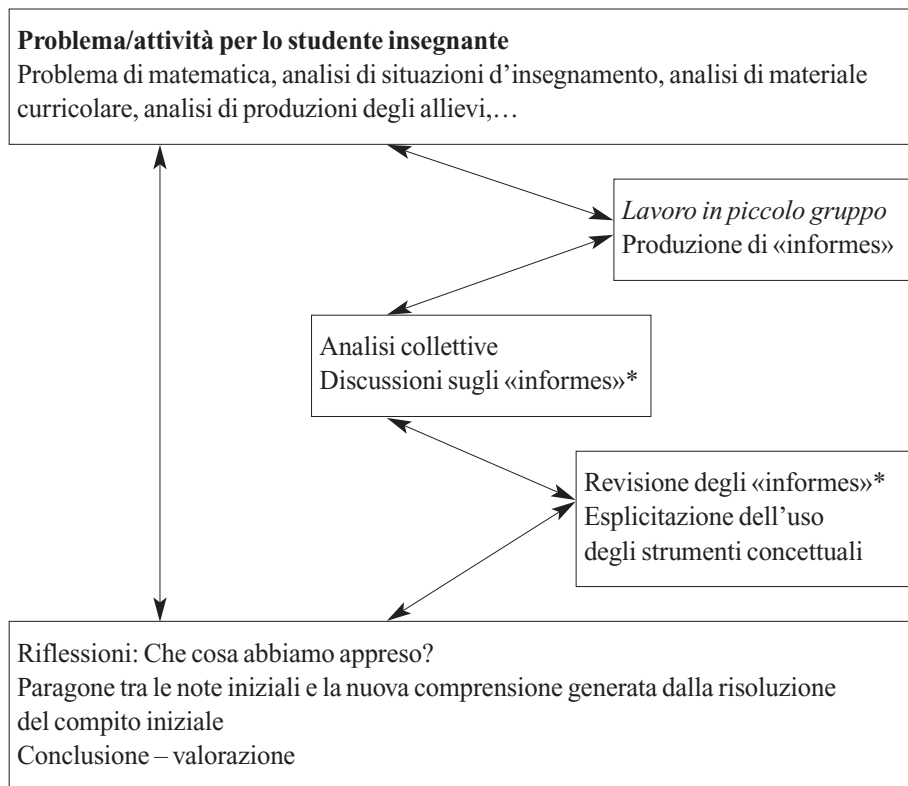 Problema/attività per lo studente insegnante
Problema di matematica, analisi di situazioni d’insegnamento, analisi di materiale
curricolare, analisi di produzioni degli allievi,…
Lavoro in piccolo gruppo
Produzione di «informes»
Analisi collettive
Discussioni sugli «informes»*
Revisione degli «informes»*
Esplicitazione dell’uso
degli strumenti concettuali
Riflessioni: Che cosa abbiamo appreso?
Paragone tra le note iniziali e la nuova comprensione generata dalla risoluzione
del compito iniziale
Conclusione – valorazione